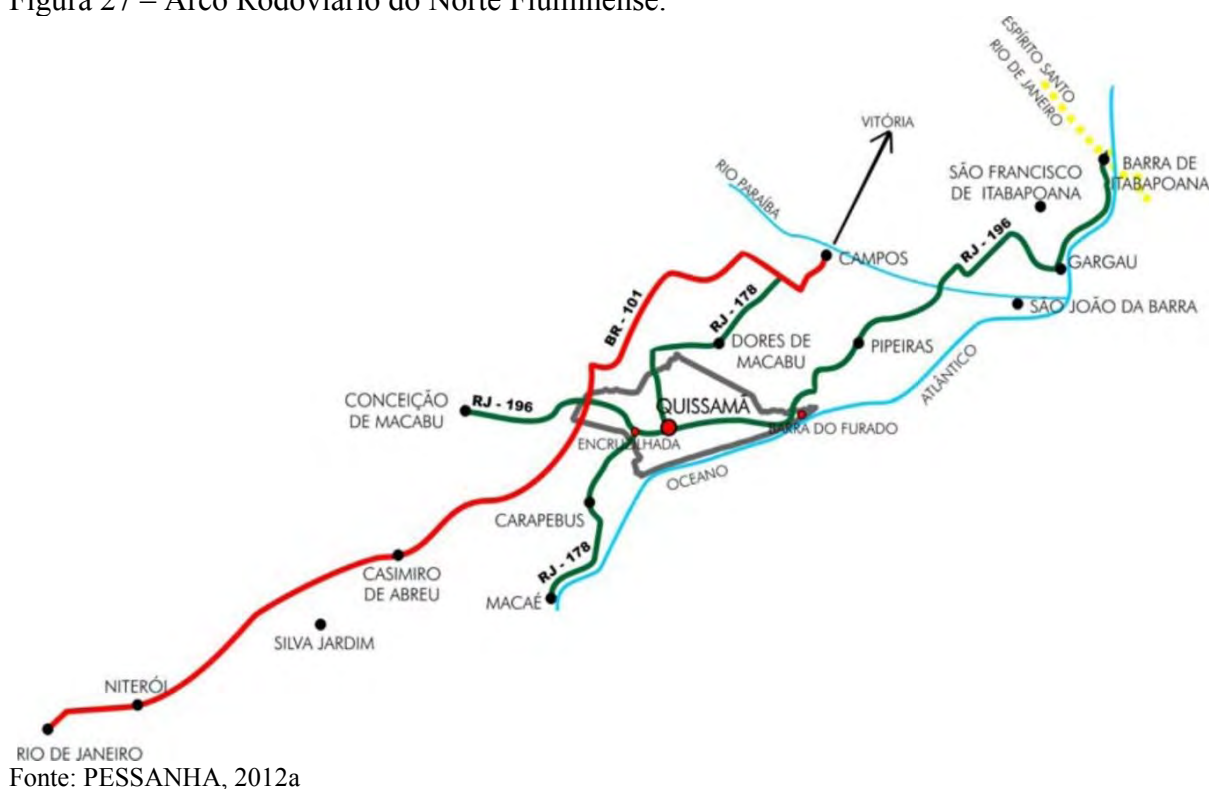 Figura 27 – Arco Rodoviário do Norte Fluminense.
ESPÍRITO SANTO
RIO DE JANEIRO
VITÓRIA
RIO PARAÍBA
SÃO FRANCISCO
DE ITABAPOANA
BARRA DE
ITABAPOANA
CAMPOS
RJ - 196
GARGAU
SÃO JOÃO DA BARRA
BR - 101
RJ - 178
DORES DE
MACABU
PIPEIRAS
ATLÂNTICO
CONCEIÇÃO
DE MACABU
RJ - 196
QUISSAMÃ
ENCRUZILHADA
BARRA DO FURADO
OCEANO
CARAPEBUS
RJ - 178
MACAÉ
CASIMIRO
DE ABREU
SILVA JARDIM
NITERÓI
RIO DE JANEIRO
Fonte: PESSANHA, 2012a